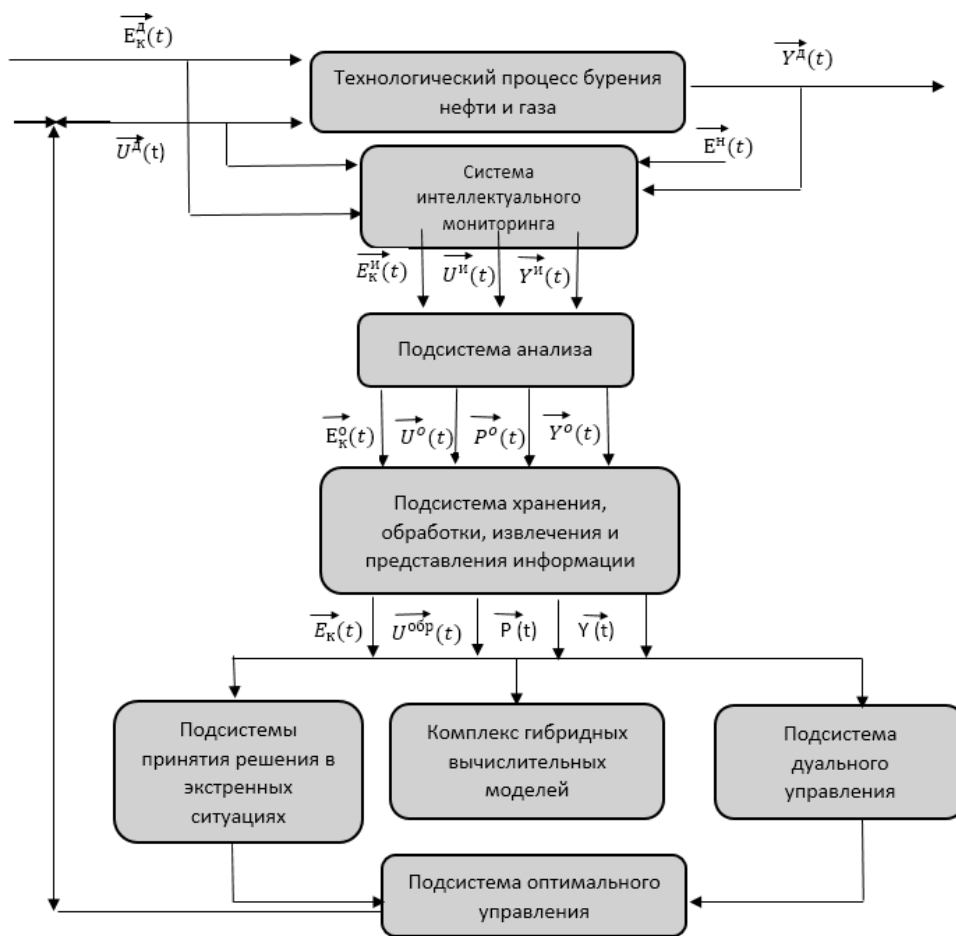 E_к^Д(t)
Y^Д(t)
Технологический процесс бурения
нефти и газа
U^Д(t)
E^н(t)
Система
интеллектуального
мониторинга
E_к^и(t) U^и(t) Y^и(t)
Подсистема анализа
E_к^о(t) U^о(t) P^о(t) Y^о(t)
Подсистема хранения,
обработки, извлечения и
представления информации
E_к(t) U^обр(t) P (t) Y (t)
Подсистемы
принятия решения в
экстренных
ситуациях
Комплекс гибридных
вычислительных
моделей
Подсистема
дуального
управления
Подсистема оптимального
управления